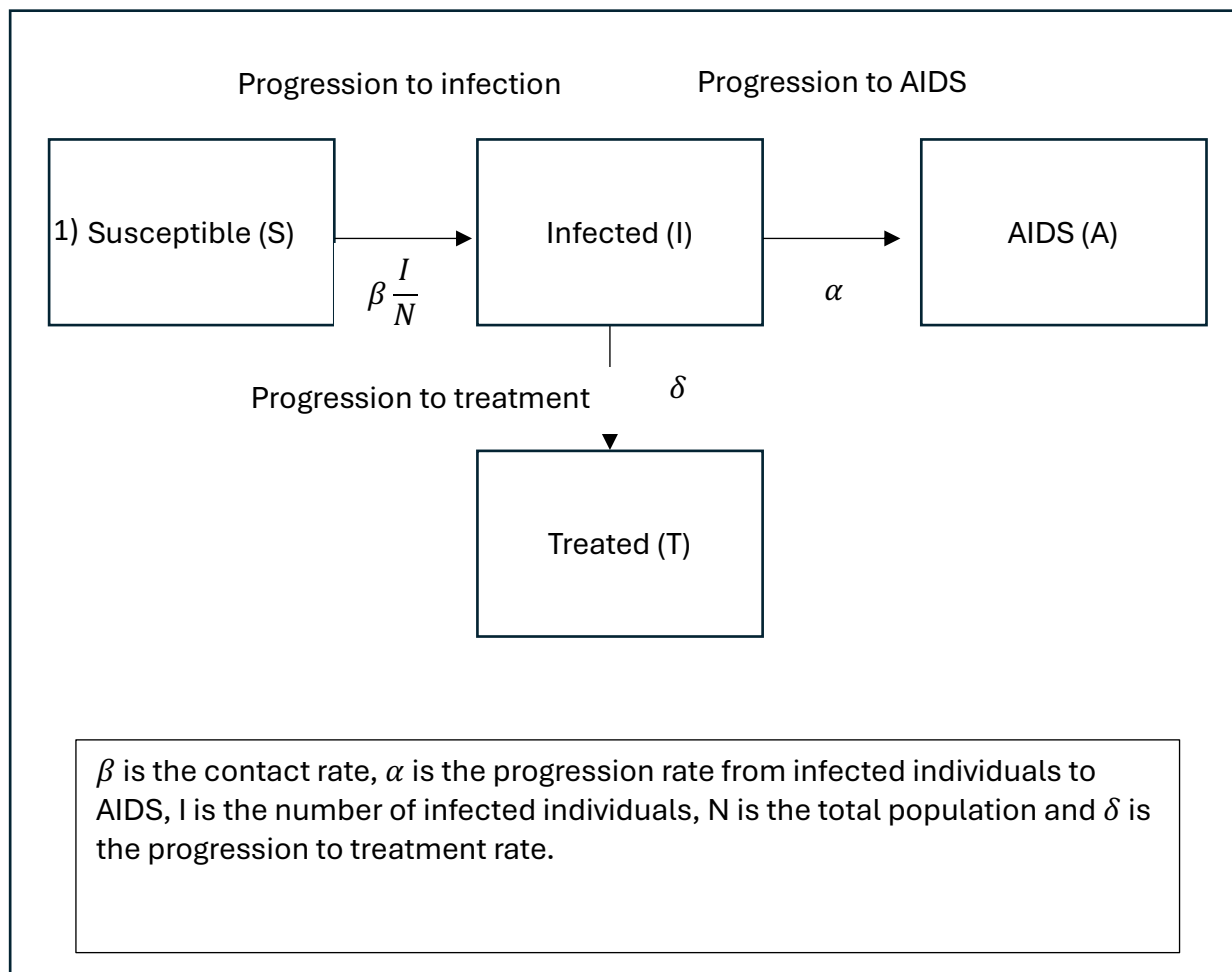 Progression to infection
Progression to AIDS
1) Susceptible (S)
Infected (I)
AIDS (A)
β I/N
α
Progression to treatment
δ
Treated (T)
β is the contact rate, α is the progression rate from infected individuals to
AIDS, I is the number of infected individuals, N is the total population and δ is
the progression to treatment rate.